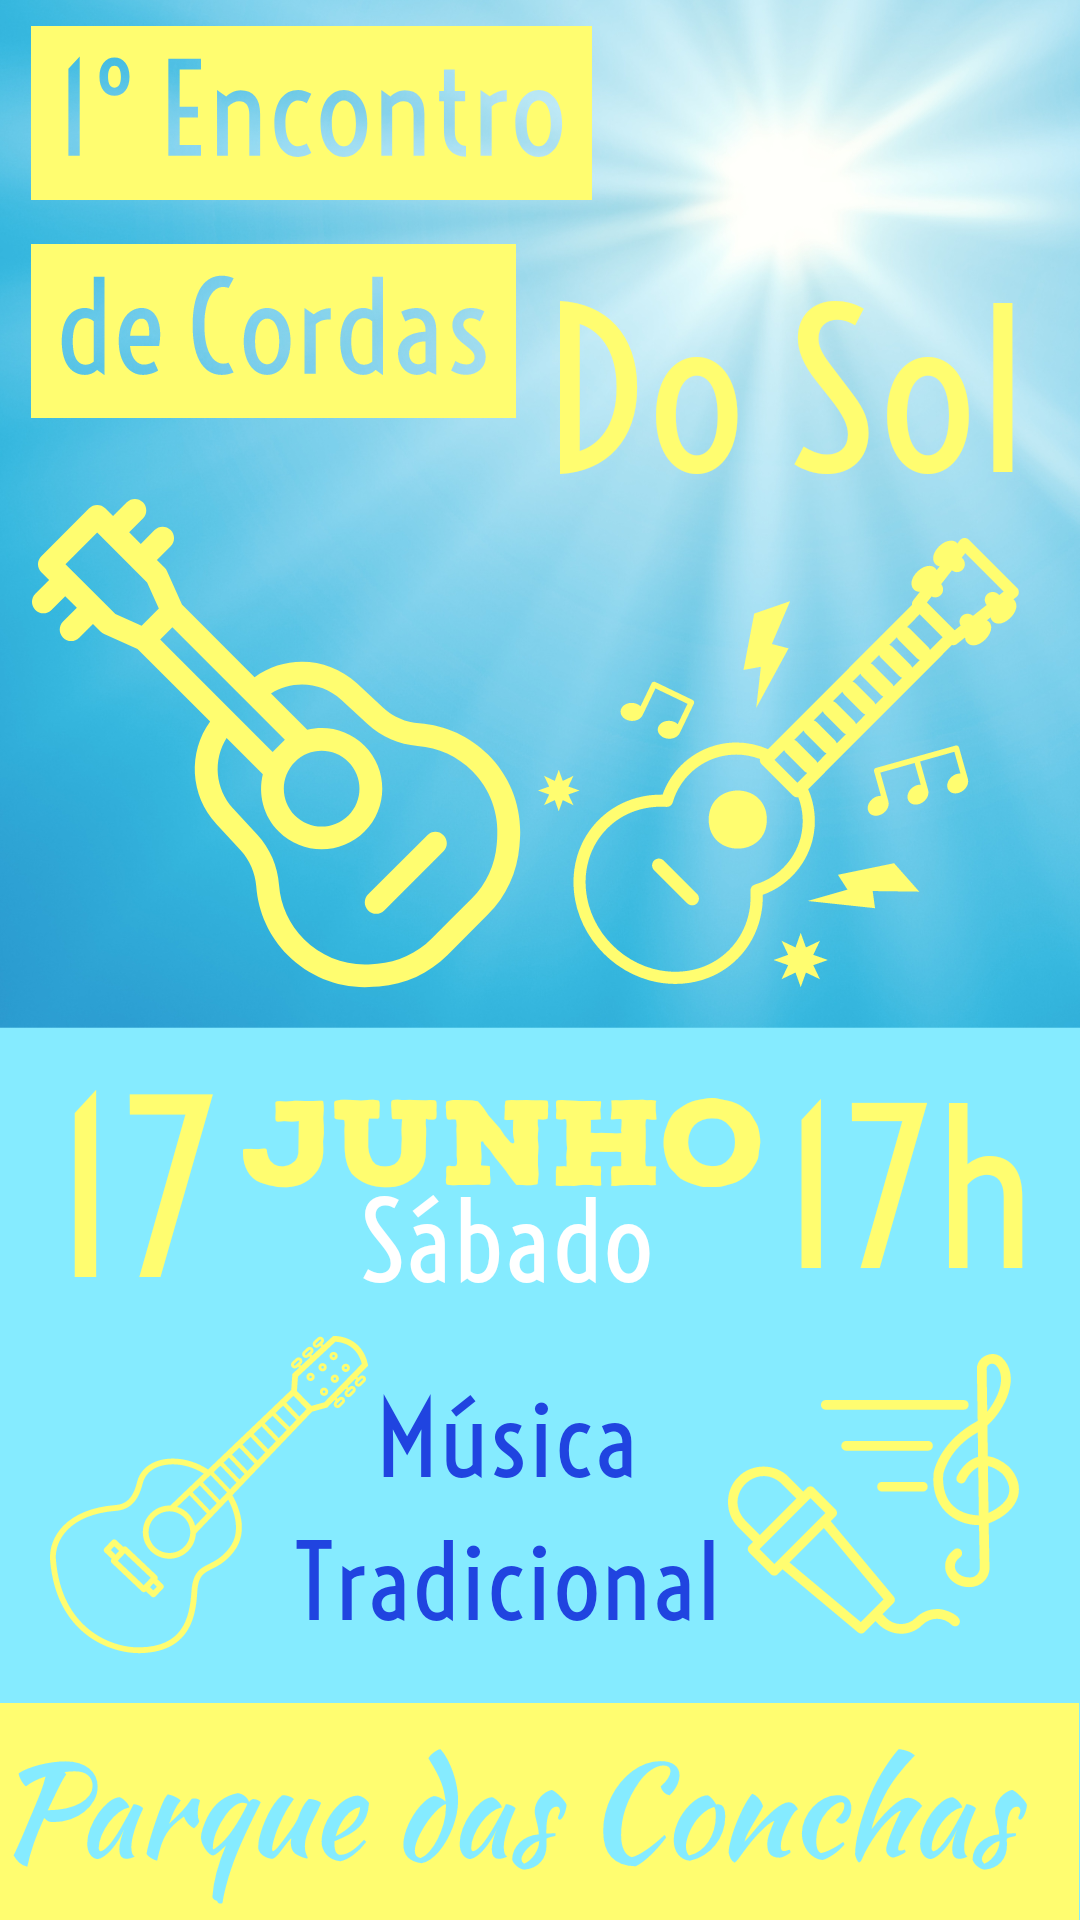 1º Encontro
de Cordas
Do Sol
17 JUNHO 17h
Sábado
Música
Tradicional
Parque das Conchas